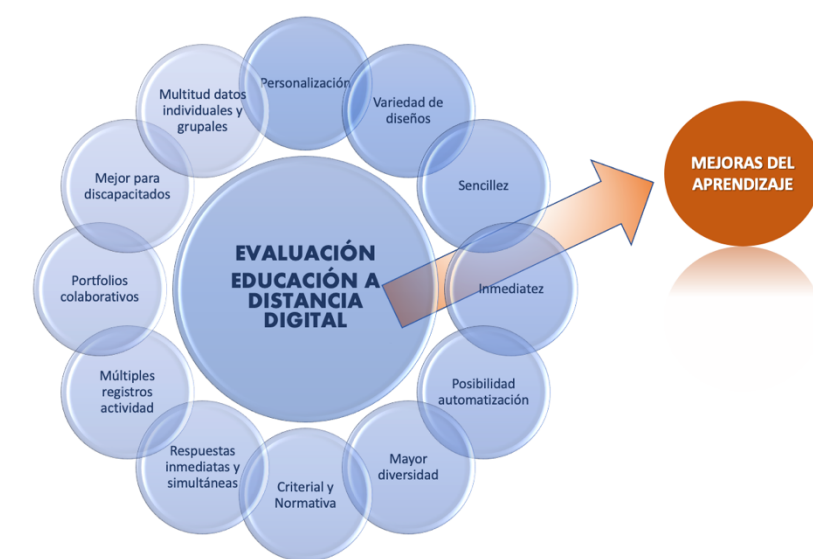 EVALUACIÓN
EDUCACIÓN A
DISTANCIA
DIGITAL
Personalización
Variedad de
diseños
Sencillez
Inmediatez
Posibilidad
automatización
Mayor
diversidad
Criterial y
Normativa
Respuestas
inmediatas y
simultáneas
Múltiples
registros
actividad
Portfolios
colaborativos
Mejor para
discapacitados
Multitud datos
individuales y
grupales
MEJORAS DEL
APRENDIZAJE